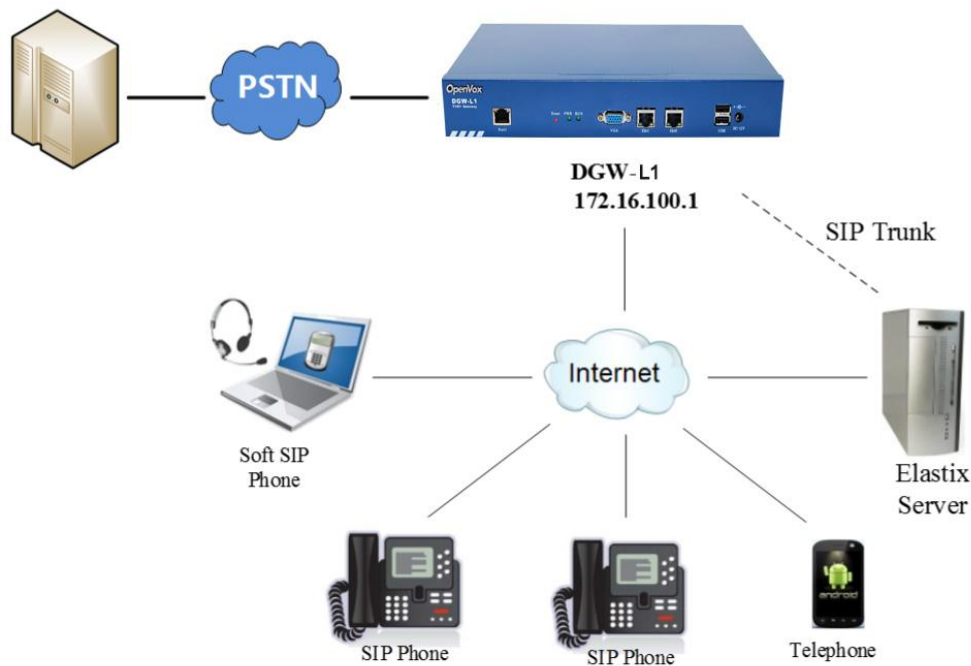 PSTN
OpenVox
DGW-L1
DGW-L1
172.16.100.1
SIP Trunk
Internet
Soft SIP
Phone
Elastix
Server
android
SIP Phone
SIP Phone
Telephone